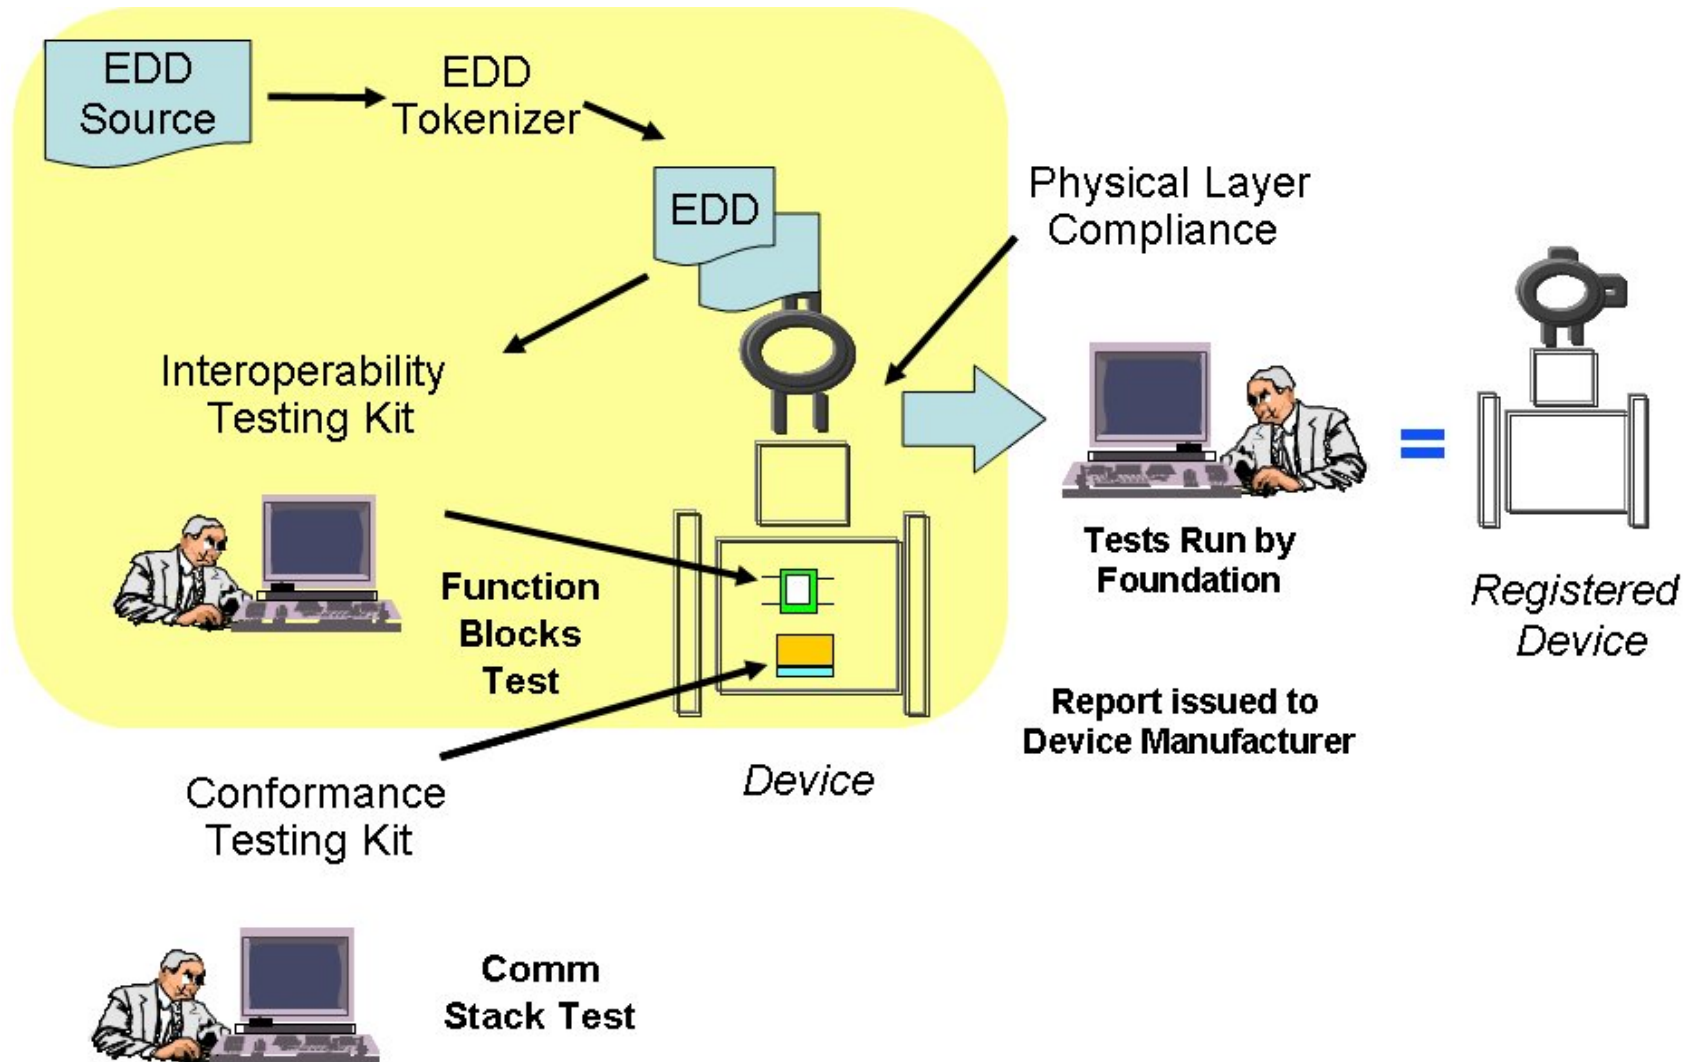 EDD
Source
EDD
Tokenizer
EDD
Physical Layer
Compliance
Interoperability
Testing Kit
Function
Blocks
Test
Tests Run by
Foundation
Registered
Device
Report issued to
Device Manufacturer
Device
Conformance
Testing Kit
Comm
Stack Test